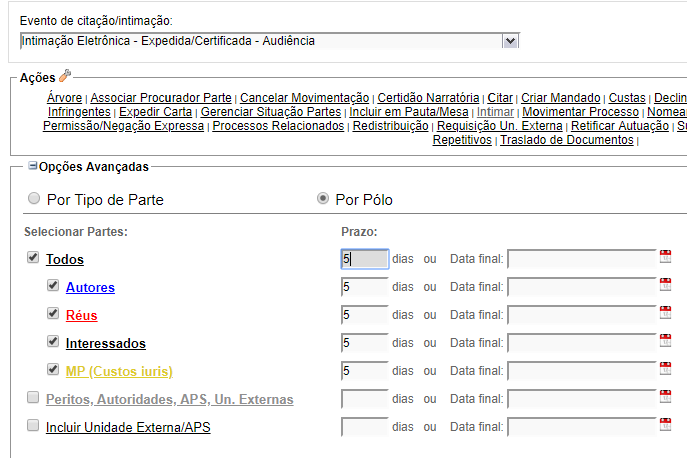 Evento de citação/intimação:
Intimação Eletrônica - Expedida/Certificada - Audiência
Ações
Árvore | Associar Procurador Parte | Cancelar Movimentação | Certidão Narratória | Citar | Criar Mandado | Custas | Declin
Infringentes | Expedir Carta | Gerenciar Situação Partes | Incluir em Pauta/Mesa | Intimar | Movimentar Processo | Nomear
Permissão/Negação Expressa | Processos Relacionados | Redistribuição | Requisição Un. Externa | Retificar Autuação | Su
Repetitivos | Traslado de Documentos |
Opções Avançadas
Por Tipo de Parte Por Pólo
Selecionar Partes: Prazo:
Todos 5 dias ou Data final:
Autores 5 dias ou Data final:
Réus 5 dias ou Data final:
Interessados 5 dias ou Data final:
MP (Custos iuris) 5 dias ou Data final:
Peritos, Autoridades, APS, Un. Externas dias ou Data final:
Incluir Unidade Externa/APS dias ou Data final: